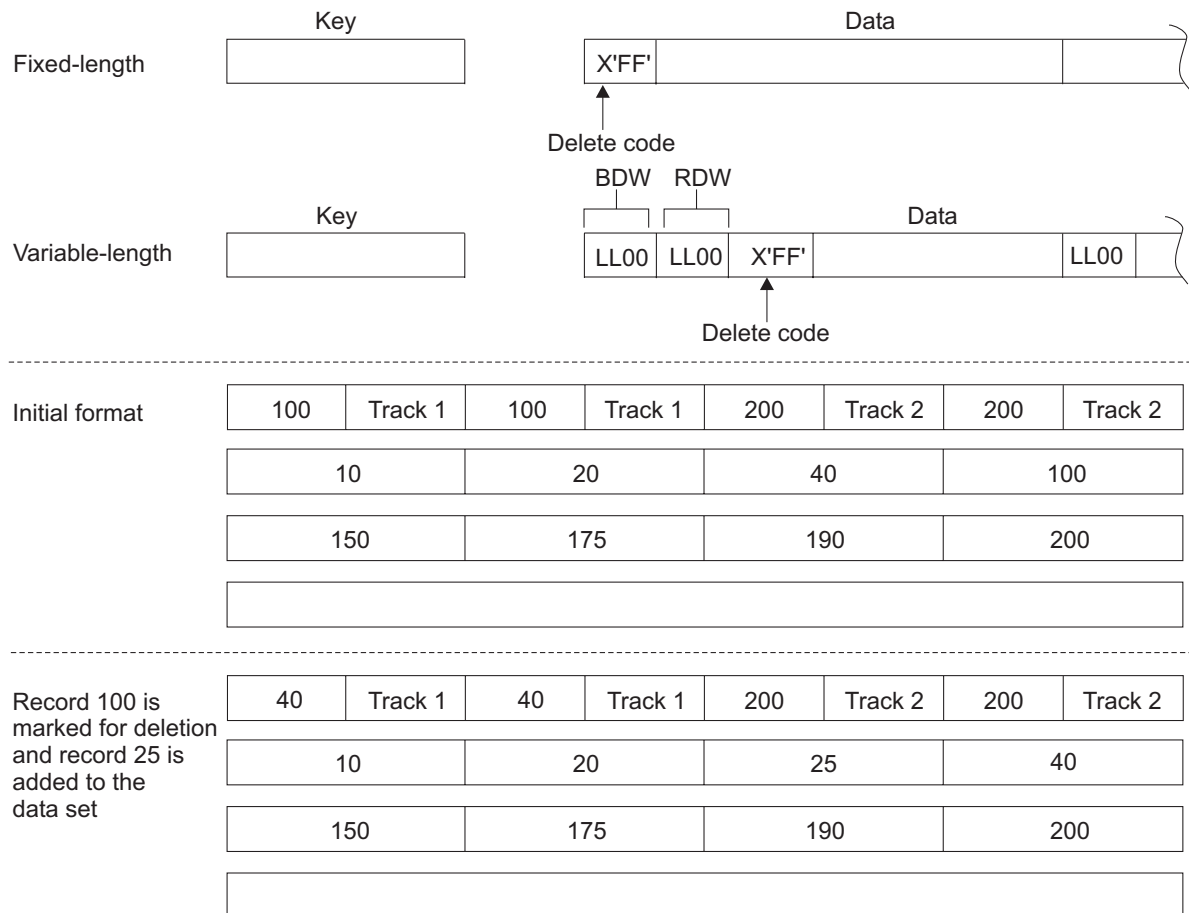 Key Data
Fixed-length X'FF'
Delete code
BDW RDW
Key Data
Variable-length LL00 LL00 X'FF' LL00
Delete code
Initial format 100 Track 1 100 Track 1 200 Track 2 200 Track 2
10 20 40 100
150 175 190 200
Record 100 is
marked for deletion
and record 25 is
added to the
data set
40 Track 1 40 Track 1 200 Track 2 200 Track 2
10 20 25 40
150 175 190 200